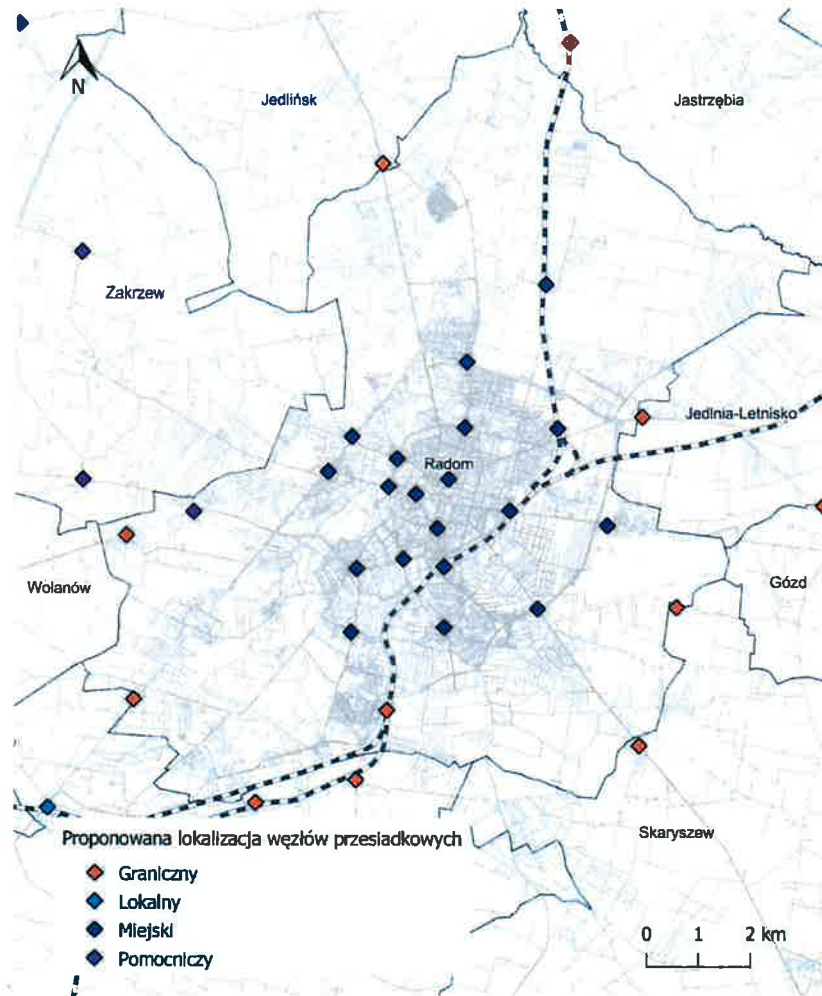 N
Jedlińsk
Jastrzębia
Zakrzew
Jedlnia-Letnisko
Radom
Wolanów
Gózd
Skaryszew
Proponowana lokalizacja węzłów przesiadkowych
Graniczny
Lokalny
Miejski
Pomocniczy
0 1 2 km